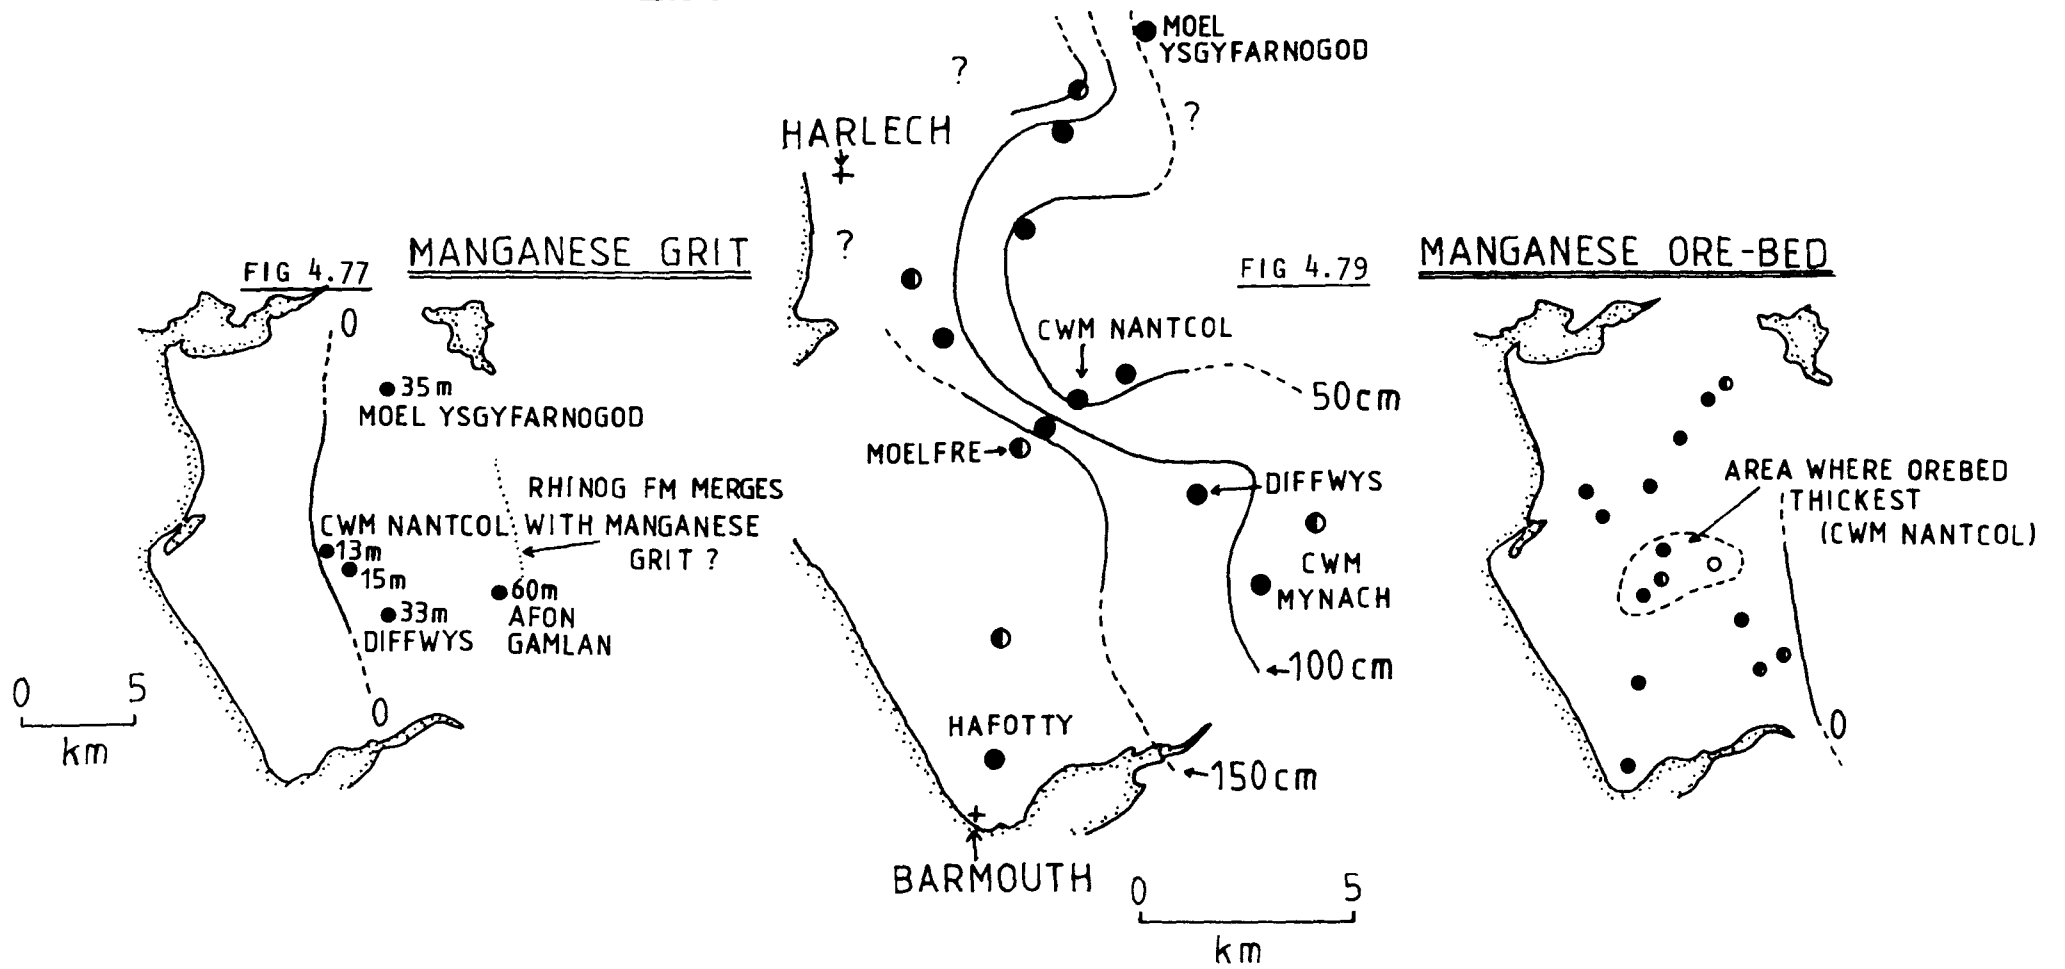 FIG 4.77
MANGANESE GRIT
0
35m
MOEL YSGYFARNOGOD
RHINOG FM MERGES
CWM NANTCOL WITH MANGANESE
GRIT ?
13m
15m
33m
DIFFWYS
60m
AFON
GAMLAN
0
0 5
km
MOEL
YSGYFARNOGOD
?
?
HARLECH
?
CWM NANTCOL
50cm
MOELFRE
DIFFWYS
CWM
MYNACH
100cm
HAFOTTY
150cm
BARMOUTH
0 5
km
FIG 4.79
MANGANESE ORE-BED
AREA WHERE OREBED
THICKEST
(CWM NANTCOL)
0